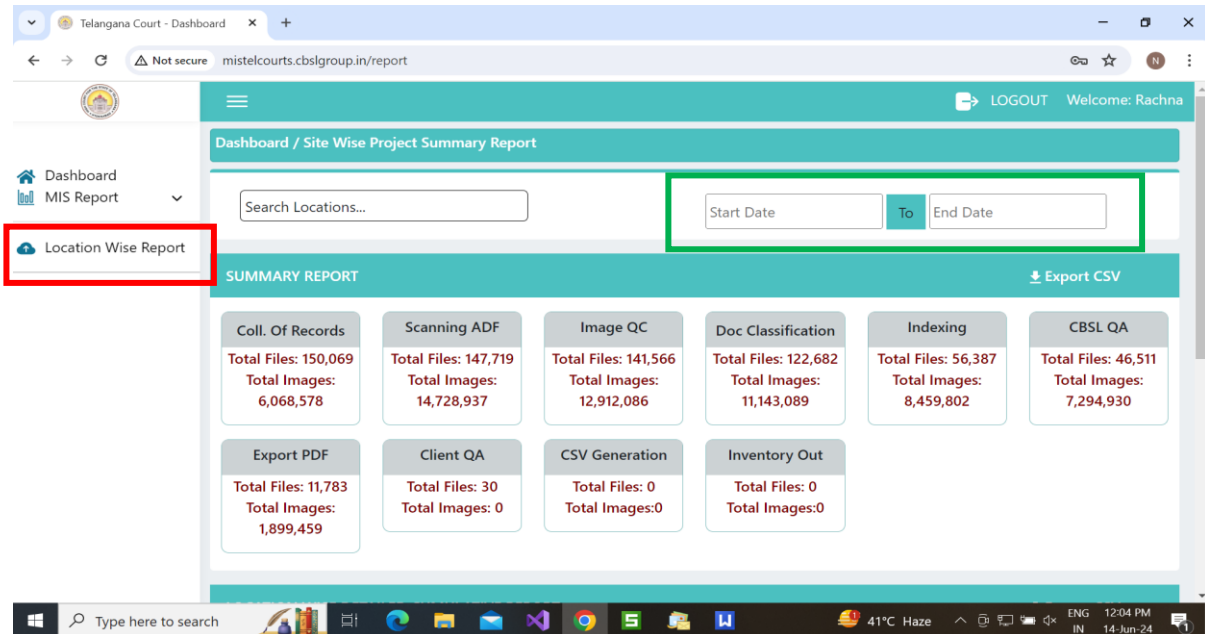 Telangana Court - Dashboard
Not secure mistelcourts.cbslgroup.in/report
N
LOGOUT Welcome: Rachna
Dashboard / Site Wise Project Summary Report
Dashboard
MIS Report
Location Wise Report
Search Locations...
Start Date To End Date
SUMMARY REPORT Export CSV
Coll. Of Records
Total Files: 150,069
Total Images:
6,068,578
Scanning ADF
Total Files: 147,719
Total Images:
14,728,937
Image QC
Total Files: 141,566
Total Images:
12,912,086
Doc Classification
Total Files: 122,682
Total Images:
11,143,089
Indexing
Total Files: 56,387
Total Images:
8,459,802
CBSL QA
Total Files: 46,511
Total Images:
7,294,930
Export PDF
Total Files: 11,783
Total Images:
1,899,459
Client QA
Total Files: 30
Total Images: 0
CSV Generation
Total Files: 0
Total Images:0
Inventory Out
Total Files: 0
Total Images:0
Type here to search
41°C Haze
ENG
IN
12:04 PM
14-Jun-24